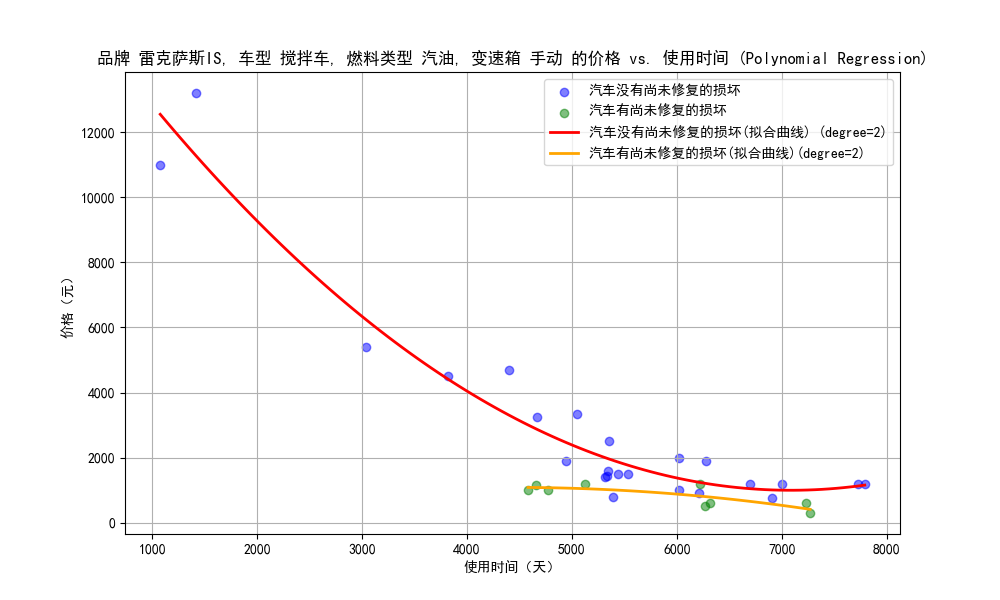 品牌 雷克萨斯IS, 车型 搅拌车, 燃料类型 汽油, 变速箱 手动 的价格 vs. 使用时间 (Polynomial Regression)
汽车没有尚未修复的损坏
汽车有尚未修复的损坏
汽车没有尚未修复的损坏(拟合曲线) (degree=2)
汽车有尚未修复的损坏(拟合曲线)(degree=2)
价格（元）
12000
10000
8000
6000
4000
2000
0
1000 2000 3000 4000 5000 6000 7000 8000
使用时间（天）